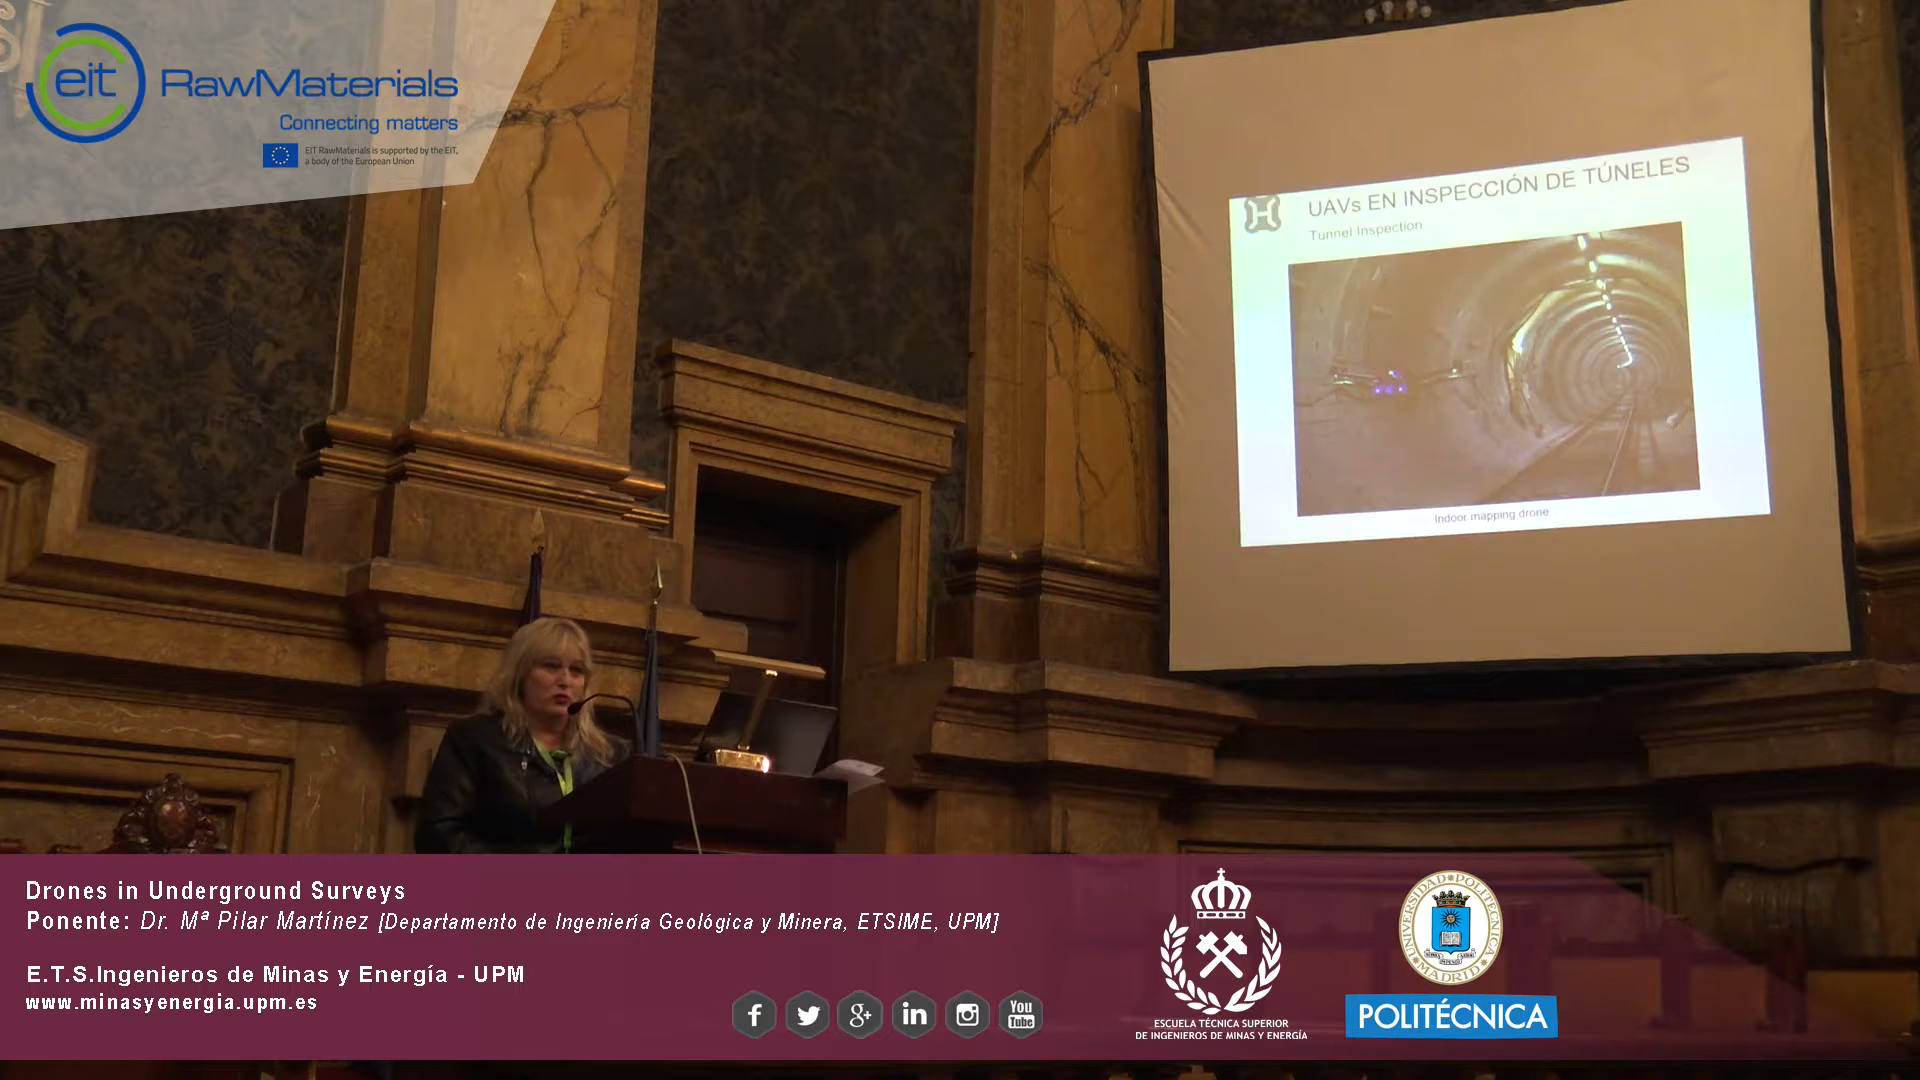 eit RawMaterials
Connecting matters
EIT RawMaterials is supported by the EIT,
a body of the European Union
UAVs EN INSPECCIÓN DE TÚNELES
Tunnel Inspection
Indoor mapping drone
Drones in Underground Surveys
Ponente: Dr. Mª Pilar Martínez [Departamento de Ingeniería Geológica y Minera, ETSIME, UPM]
E.T.S.Ingenieros de Minas y Energía - UPM
www.minasyenergia.upm.es
f
g+
in
You
Tube
ESCUELA TÉCNICA SUPERIOR
DE INGENIEROS DE MINAS Y ENERGÍA
UNIVERSIDAD POLITÉCNICA
MADRID
POLITÉCNICA